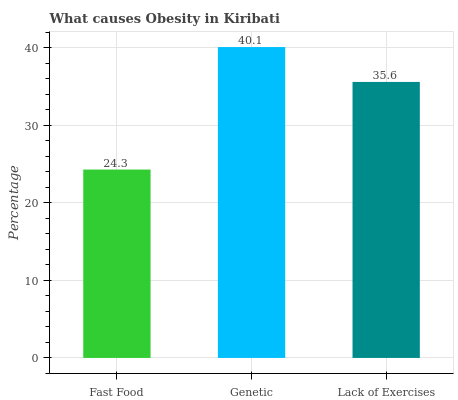 What causes Obesity in Kiribati
Percentage
40
30
20
10
0
24.3
40.1
35.6
Fast Food
Genetic
Lack of Exercises